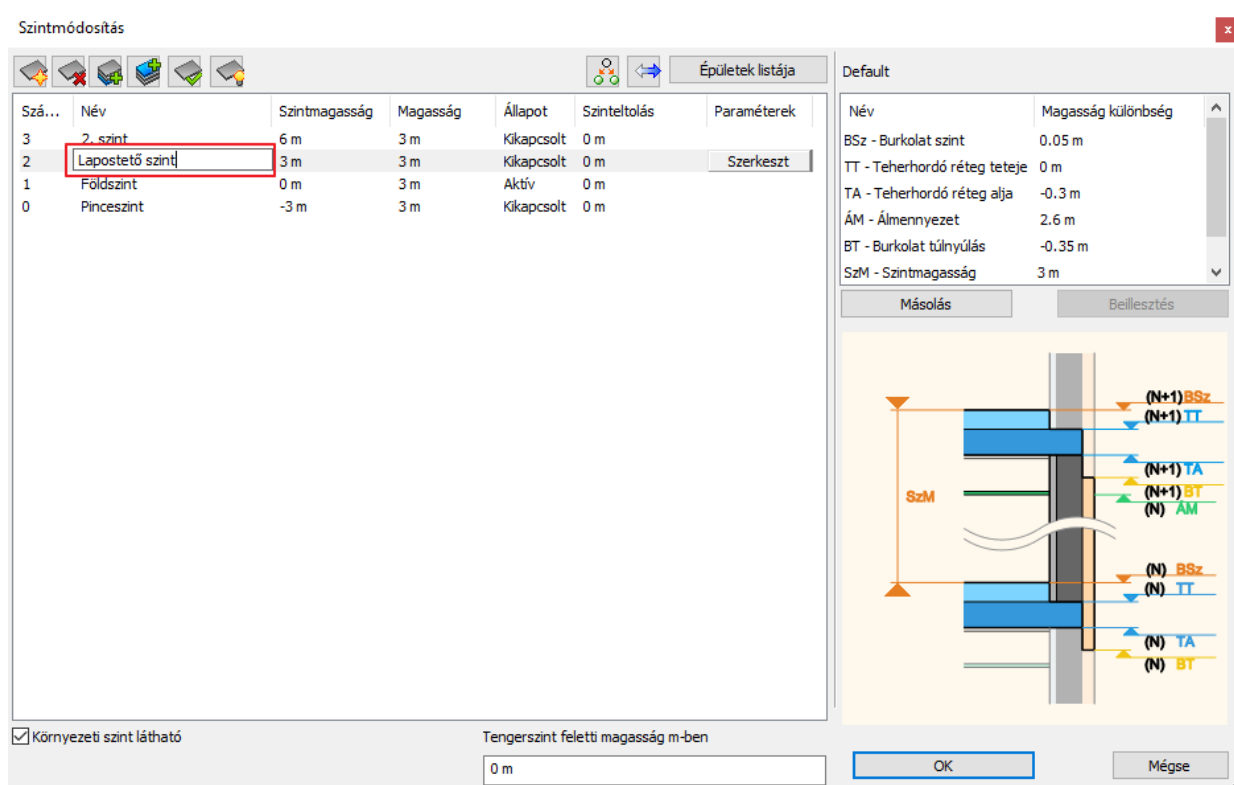 Szintmódosítás
x
Épületek listája
Default
Szá... Név Szintmagasság Magasság Állapot Szinteltolás Paraméterek
3 2. szint 6 m 3 m Kikapcsolt 0 m
2 Lapostető szint 3 m 3 m Kikapcsolt 0 m Szerkeszt
1 Földszint 0 m 3 m Aktív 0 m
0 Pinceszint -3 m 3 m Kikapcsolt 0 m
Név Magasság különbség
BSz - Burkolat szint 0.05 m
TT - Teherhordó réteg teteje 0 m
TA - Teherhordó réteg alja -0.3 m
ÁM - Álmennyezet 2.6 m
BT - Burkolat túlnyúlás -0.35 m
SzM - Szintmagasság 3 m
Másolás Beillesztés
(N+1) BSz
(N+1) TT
(N+1) TA
(N+1) BT
(N) ÁM
SzM
(N) BSz
(N) TT
(N) TA
(N) BT
Környezeti szint látható
Tengerszint feletti magasság m-ben
0 m
OK Mégse